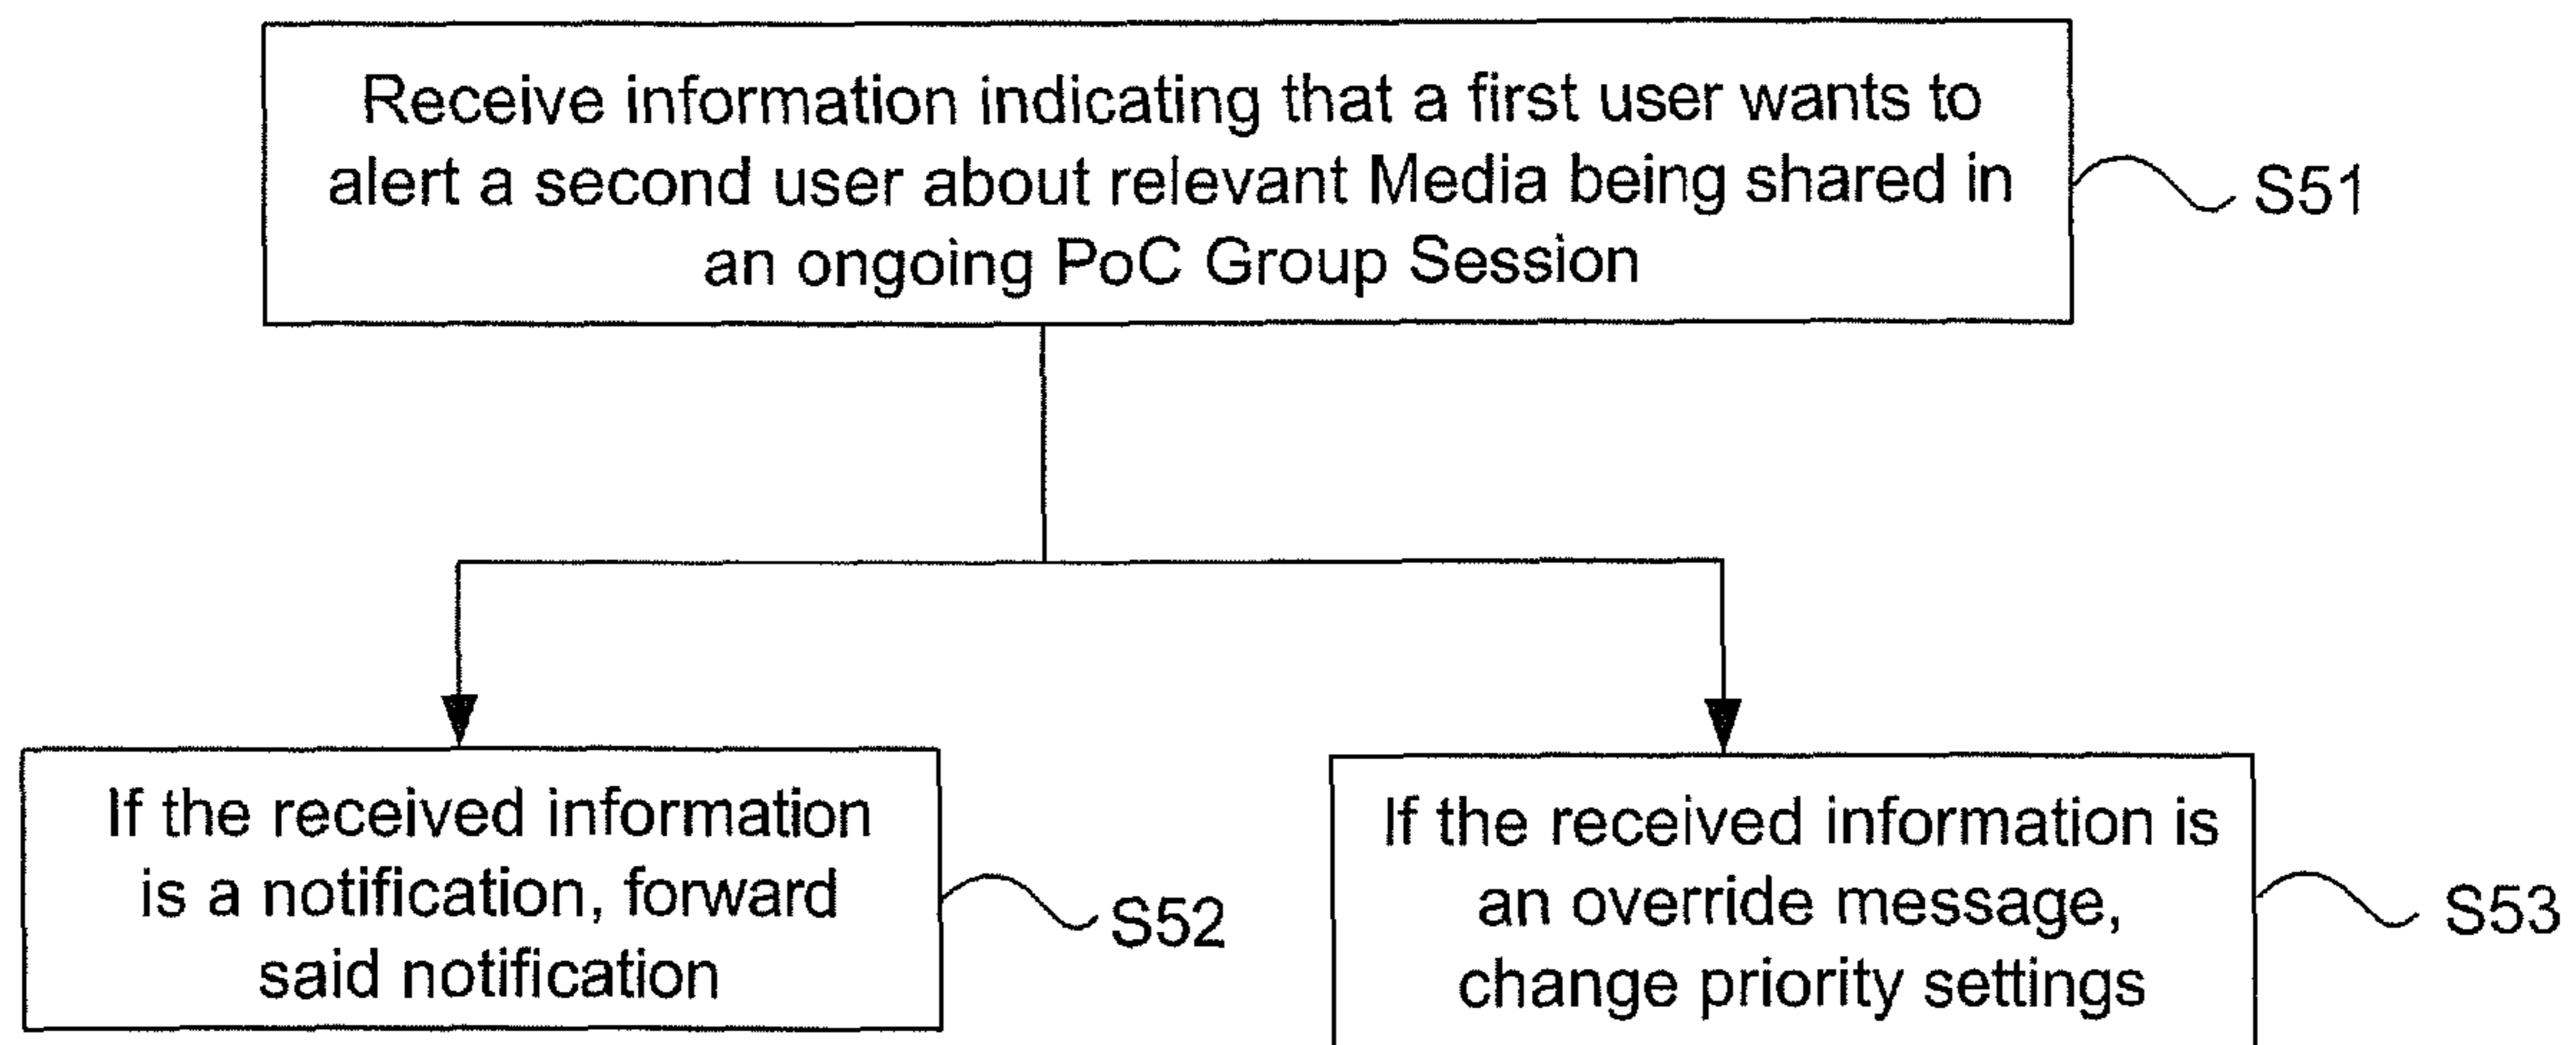 Receive information indicating that a first user wants to
alert a second user about relevant Media being shared in
an ongoing PoC Group Session
S51
If the received information
is a notification, forward
said notification
S52
If the received information is
an override message,
change priority settings
S53